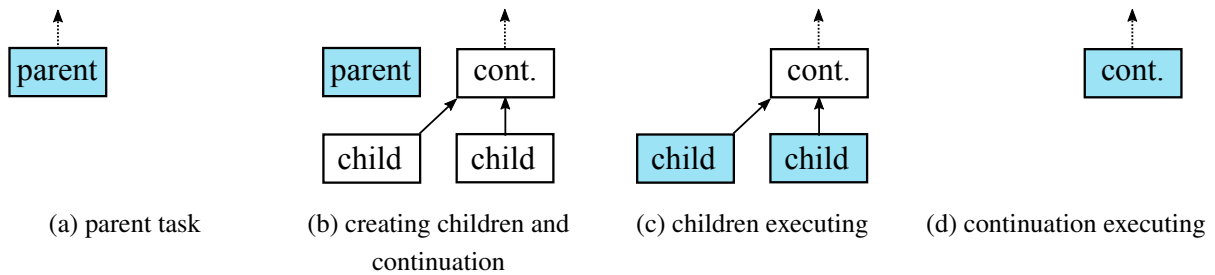 parent
parent
cont.
child
child
cont.
child
child
cont.
(a) parent task
(b) creating children and
continuation
(c) children executing
(d) continuation executing